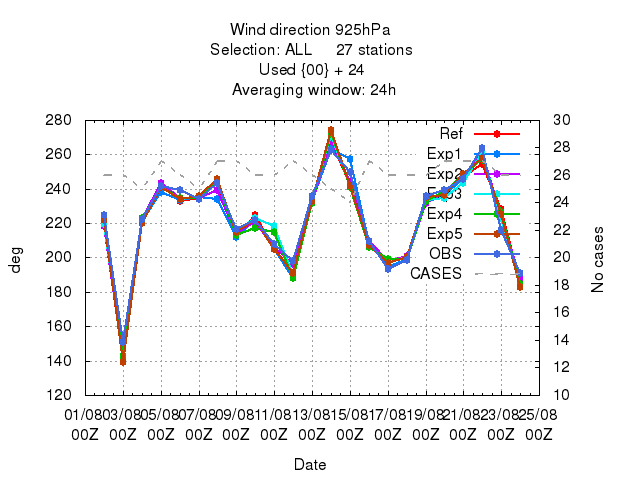 Wind direction 925hPa
Selection: ALL 27 stations
Used {00} + 24
Averaging window: 24h
280 30
260 28
240 26
220 24
200 22
180 20
160 18
140 16
120 14
12
10
deg
No cases
Ref
Exp1
Exp2
Exp3
Exp4
Exp5
OBS
CASES
01/08 03/08 05/08 07/08 09/08 11/08 13/08 15/08 17/08 19/08 21/08 23/08 25/08
00Z 00Z 00Z 00Z 00Z 00Z 00Z 00Z 00Z 00Z 00Z 00Z 00Z
Date